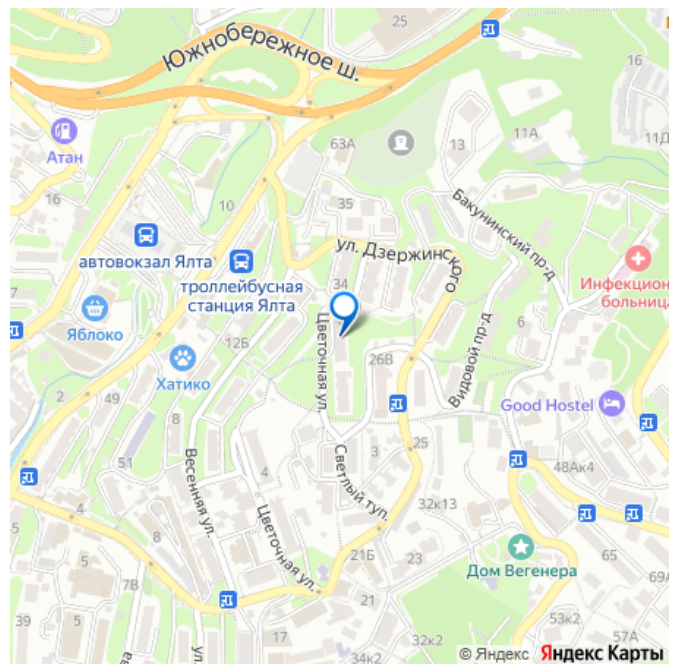 25
Южнобережное ш.
16
11А
11Д
63А
13
Атан
16
10
35
Бакунинский пр-д
ул. Дзержинского
автовокзал Ялта
троллейбусная
станция Ялта
34
Инфекцион
больница
Яблоко
12Б
Цветочная ул.
26В
Видовой пр-д
6
Хатико
2
49
8
Good Hostel
51
Весенняя ул.
4
Светлый туп.
3
25
48Ак4
32к13
5
8
Цветочная ул.
21Б
23
Дом Вегенера
65
69А
4
5
7В
39
5
17
21
34к2
32к2
53к2
57А
© Яндекс Яндекс Карты